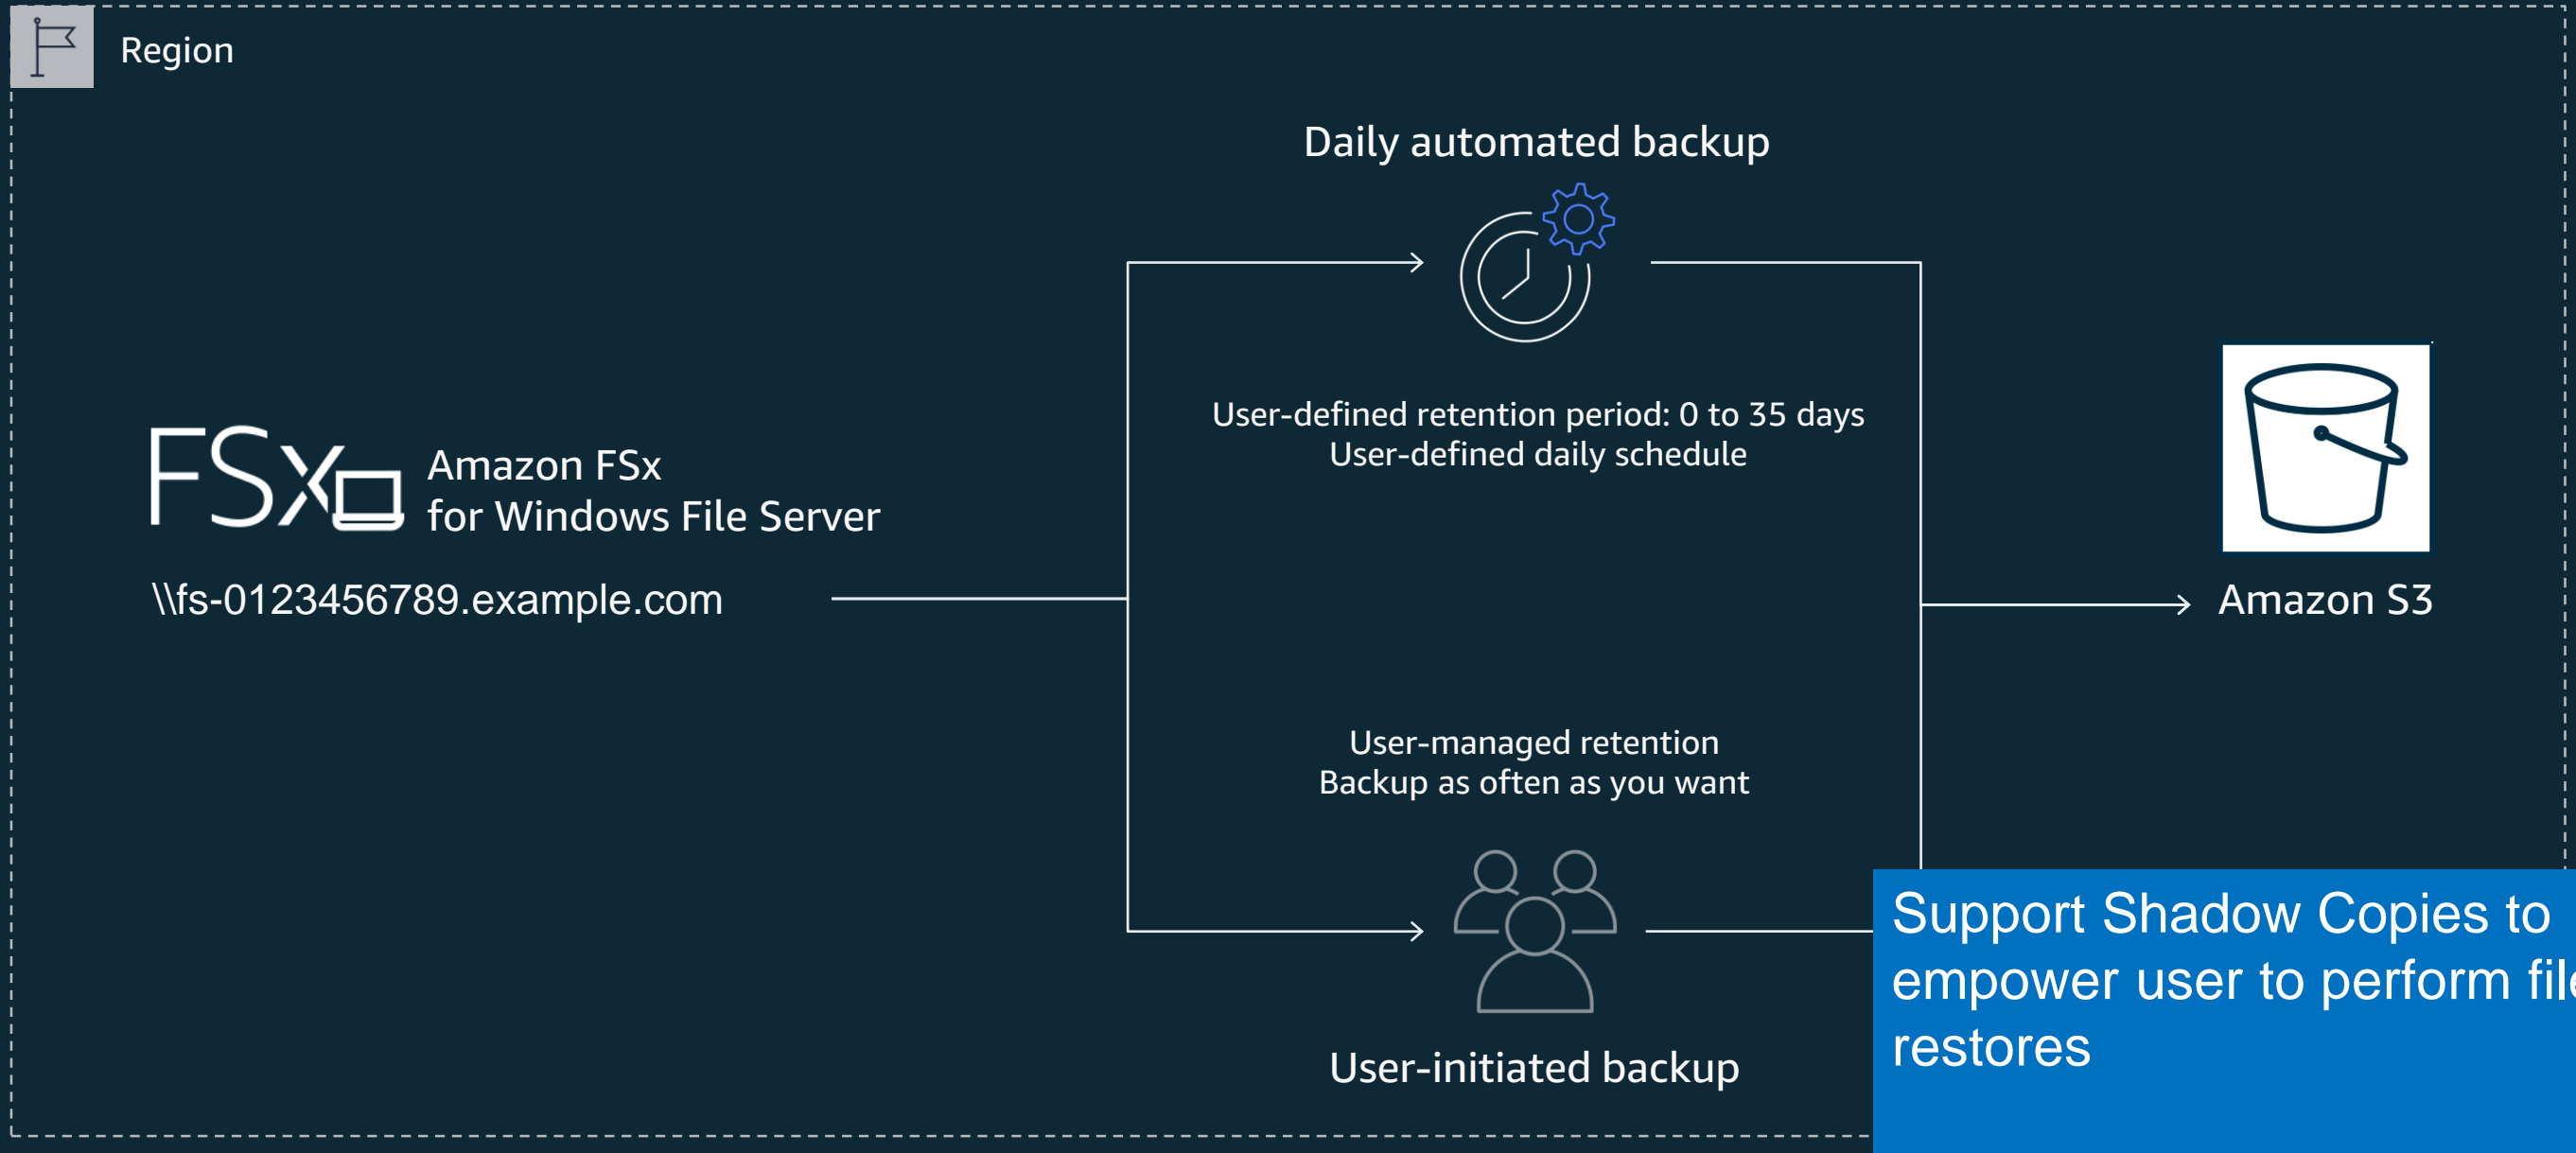 Region
Daily automated backup
User-defined retention period: 0 to 35 days
User-defined daily schedule
FSx
Amazon FSx
for Windows File Server
\\fs-0123456789.example.com
Amazon S3
User-managed retention
Backup as often as you want
User-initiated backup
Support Shadow Copies to
empower user to perform file
restores